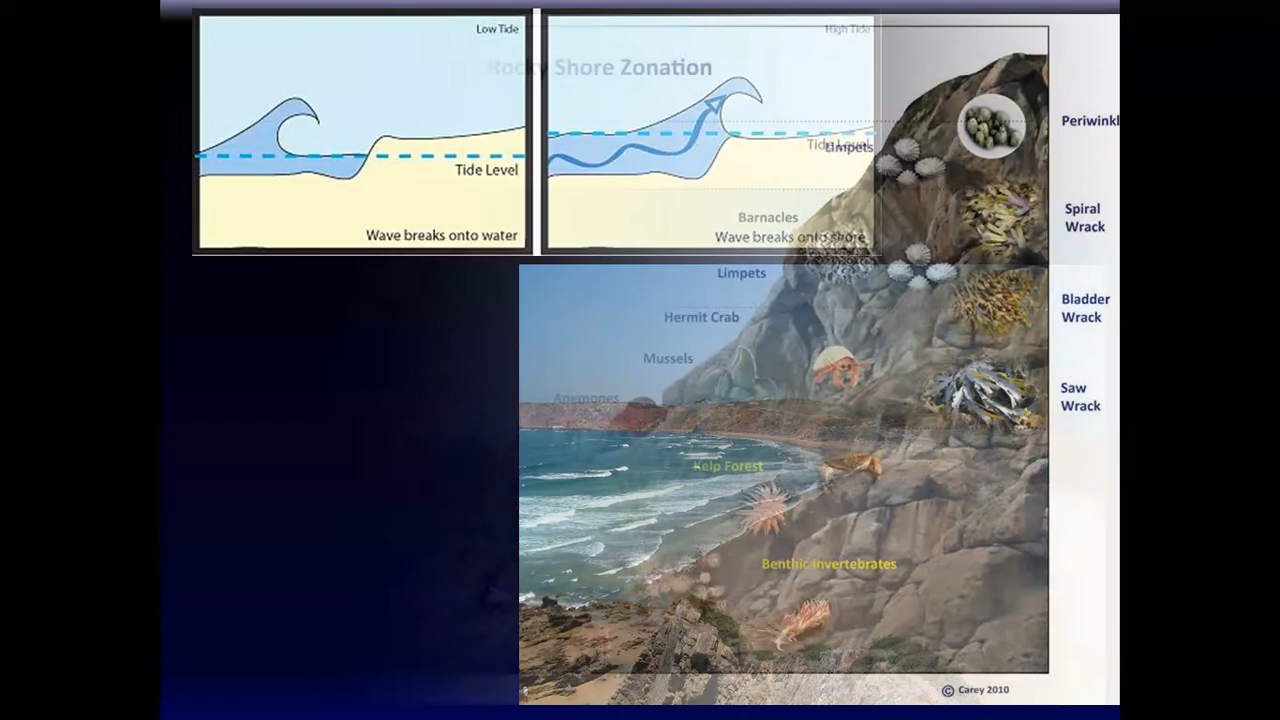 Low Tide
High Tide
Rocky Shore Zonation
Periwinkl
Tide Level
Limpets
Tide Level
Spiral
Wrack
Barnacles
Wave breaks onto water
Wave breaks onto shore
Limpets
Bladder
Wrack
Hermit Crab
Mussels
Saw
Wrack
Anemones
Kelp Forest
Benthic Invertebrates
© Carey 2010